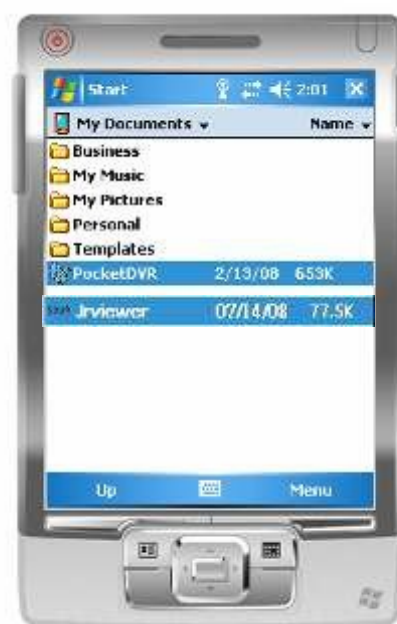 Start 2:01
My Documents Name
Business
My Music
My Pictures
Personal
Templates
PocketDVR 2/13/08 653K
Jrviewer 07/14/08 77.5K
Up Menu